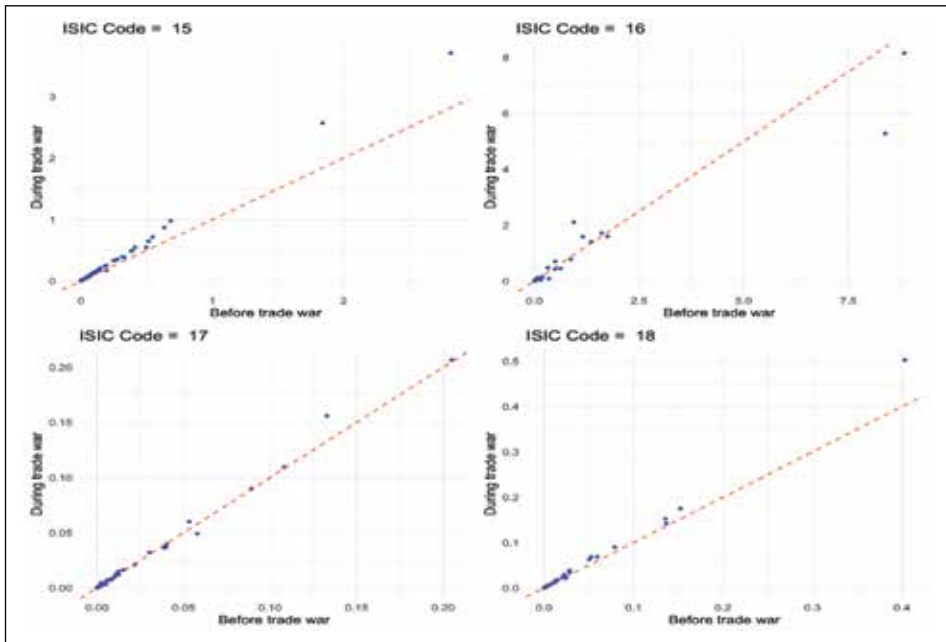 ISIC Code = 15
ISIC Code = 16
During trade war
3
2
1
0
0
1
2
Before trade war
During trade war
8
6
4
2
0
0.0
2.5
5.0
7.5
Before trade war
ISIC Code = 17
ISIC Code = 18
During trade war
0.20
0.15
0.10
0.05
0.00
0.00
0.05
0.10
0.15
0.20
Before trade war
During trade war
0.4
0.2
0.1
0.0
0.0
0.1
0.2
0.3
0.4
Before trade war